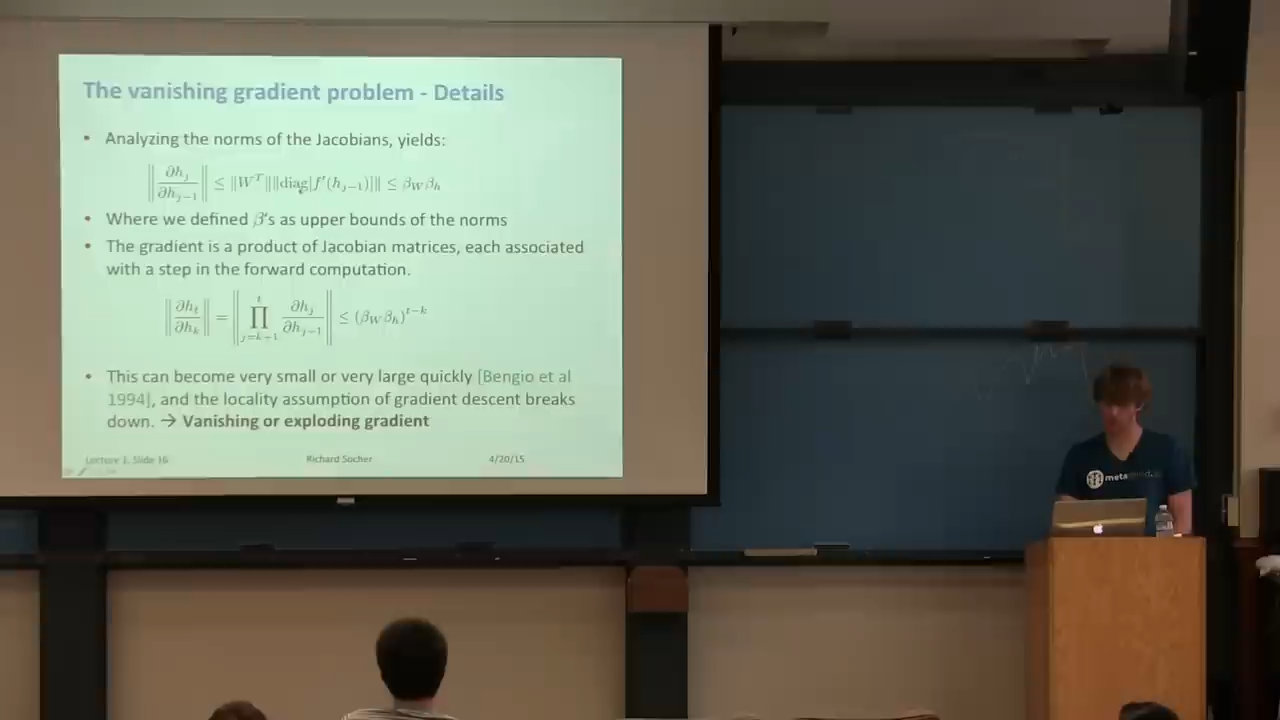 The vanishing gradient problem - Details
• Analyzing the norms of the Jacobians, yields:
‖∂h_j/∂h_{j−1}‖ ≤ ‖W^T‖‖diag[f′(h_{j−1})]‖ ≤ β_W β_h
• Where we defined β's as upper bounds of the norms
• The gradient is a product of Jacobian matrices, each associated
with a step in the forward computation.
‖∂h_t/∂h_k‖ = ‖∏_{j=k+1}^{t} ∂h_j/∂h_{j−1}‖ ≤ (β_W β_h)^{t−k}
• This can become very small or very large quickly [Bengio et al
1994], and the locality assumption of gradient descent breaks
down. → Vanishing or exploding gradient
Lecture 1, Slide 16 Richard Socher 4/20/15